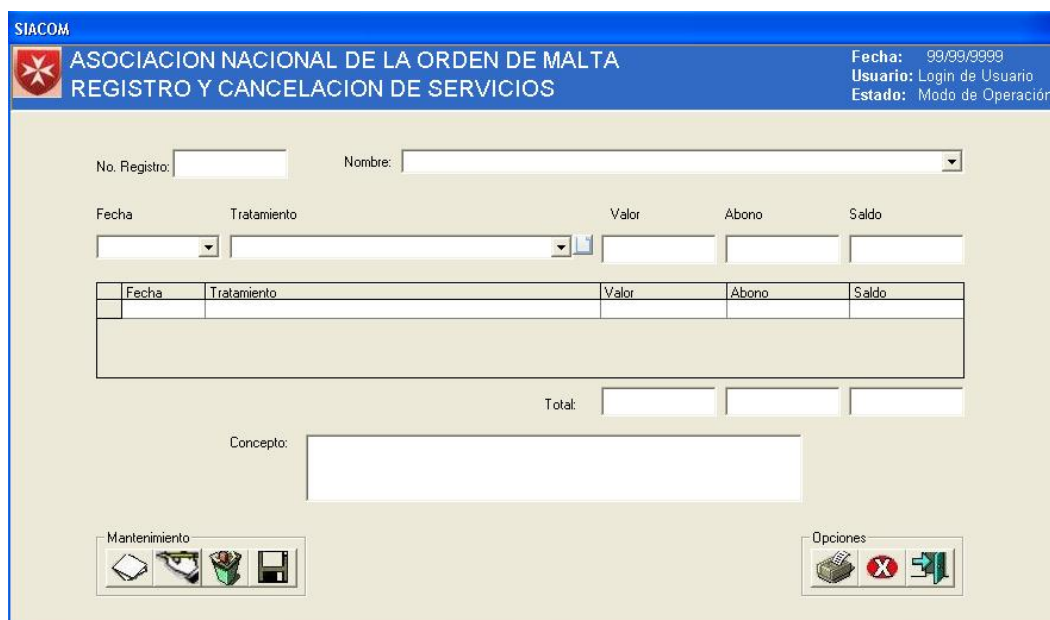 SIACOM
ASOCIACION NACIONAL DE LA ORDEN DE MALTA
REGISTRO Y CANCELACION DE SERVICIOS
Fecha: 99/99/9999
Usuario: Login de Usuario
Estado: Modo de Operación
No. Registro: Nombre:
Fecha Tratamiento Valor Abono Saldo
Fecha Tratamiento Valor Abono Saldo
Total:
Concepto:
Mantenimiento Opciones